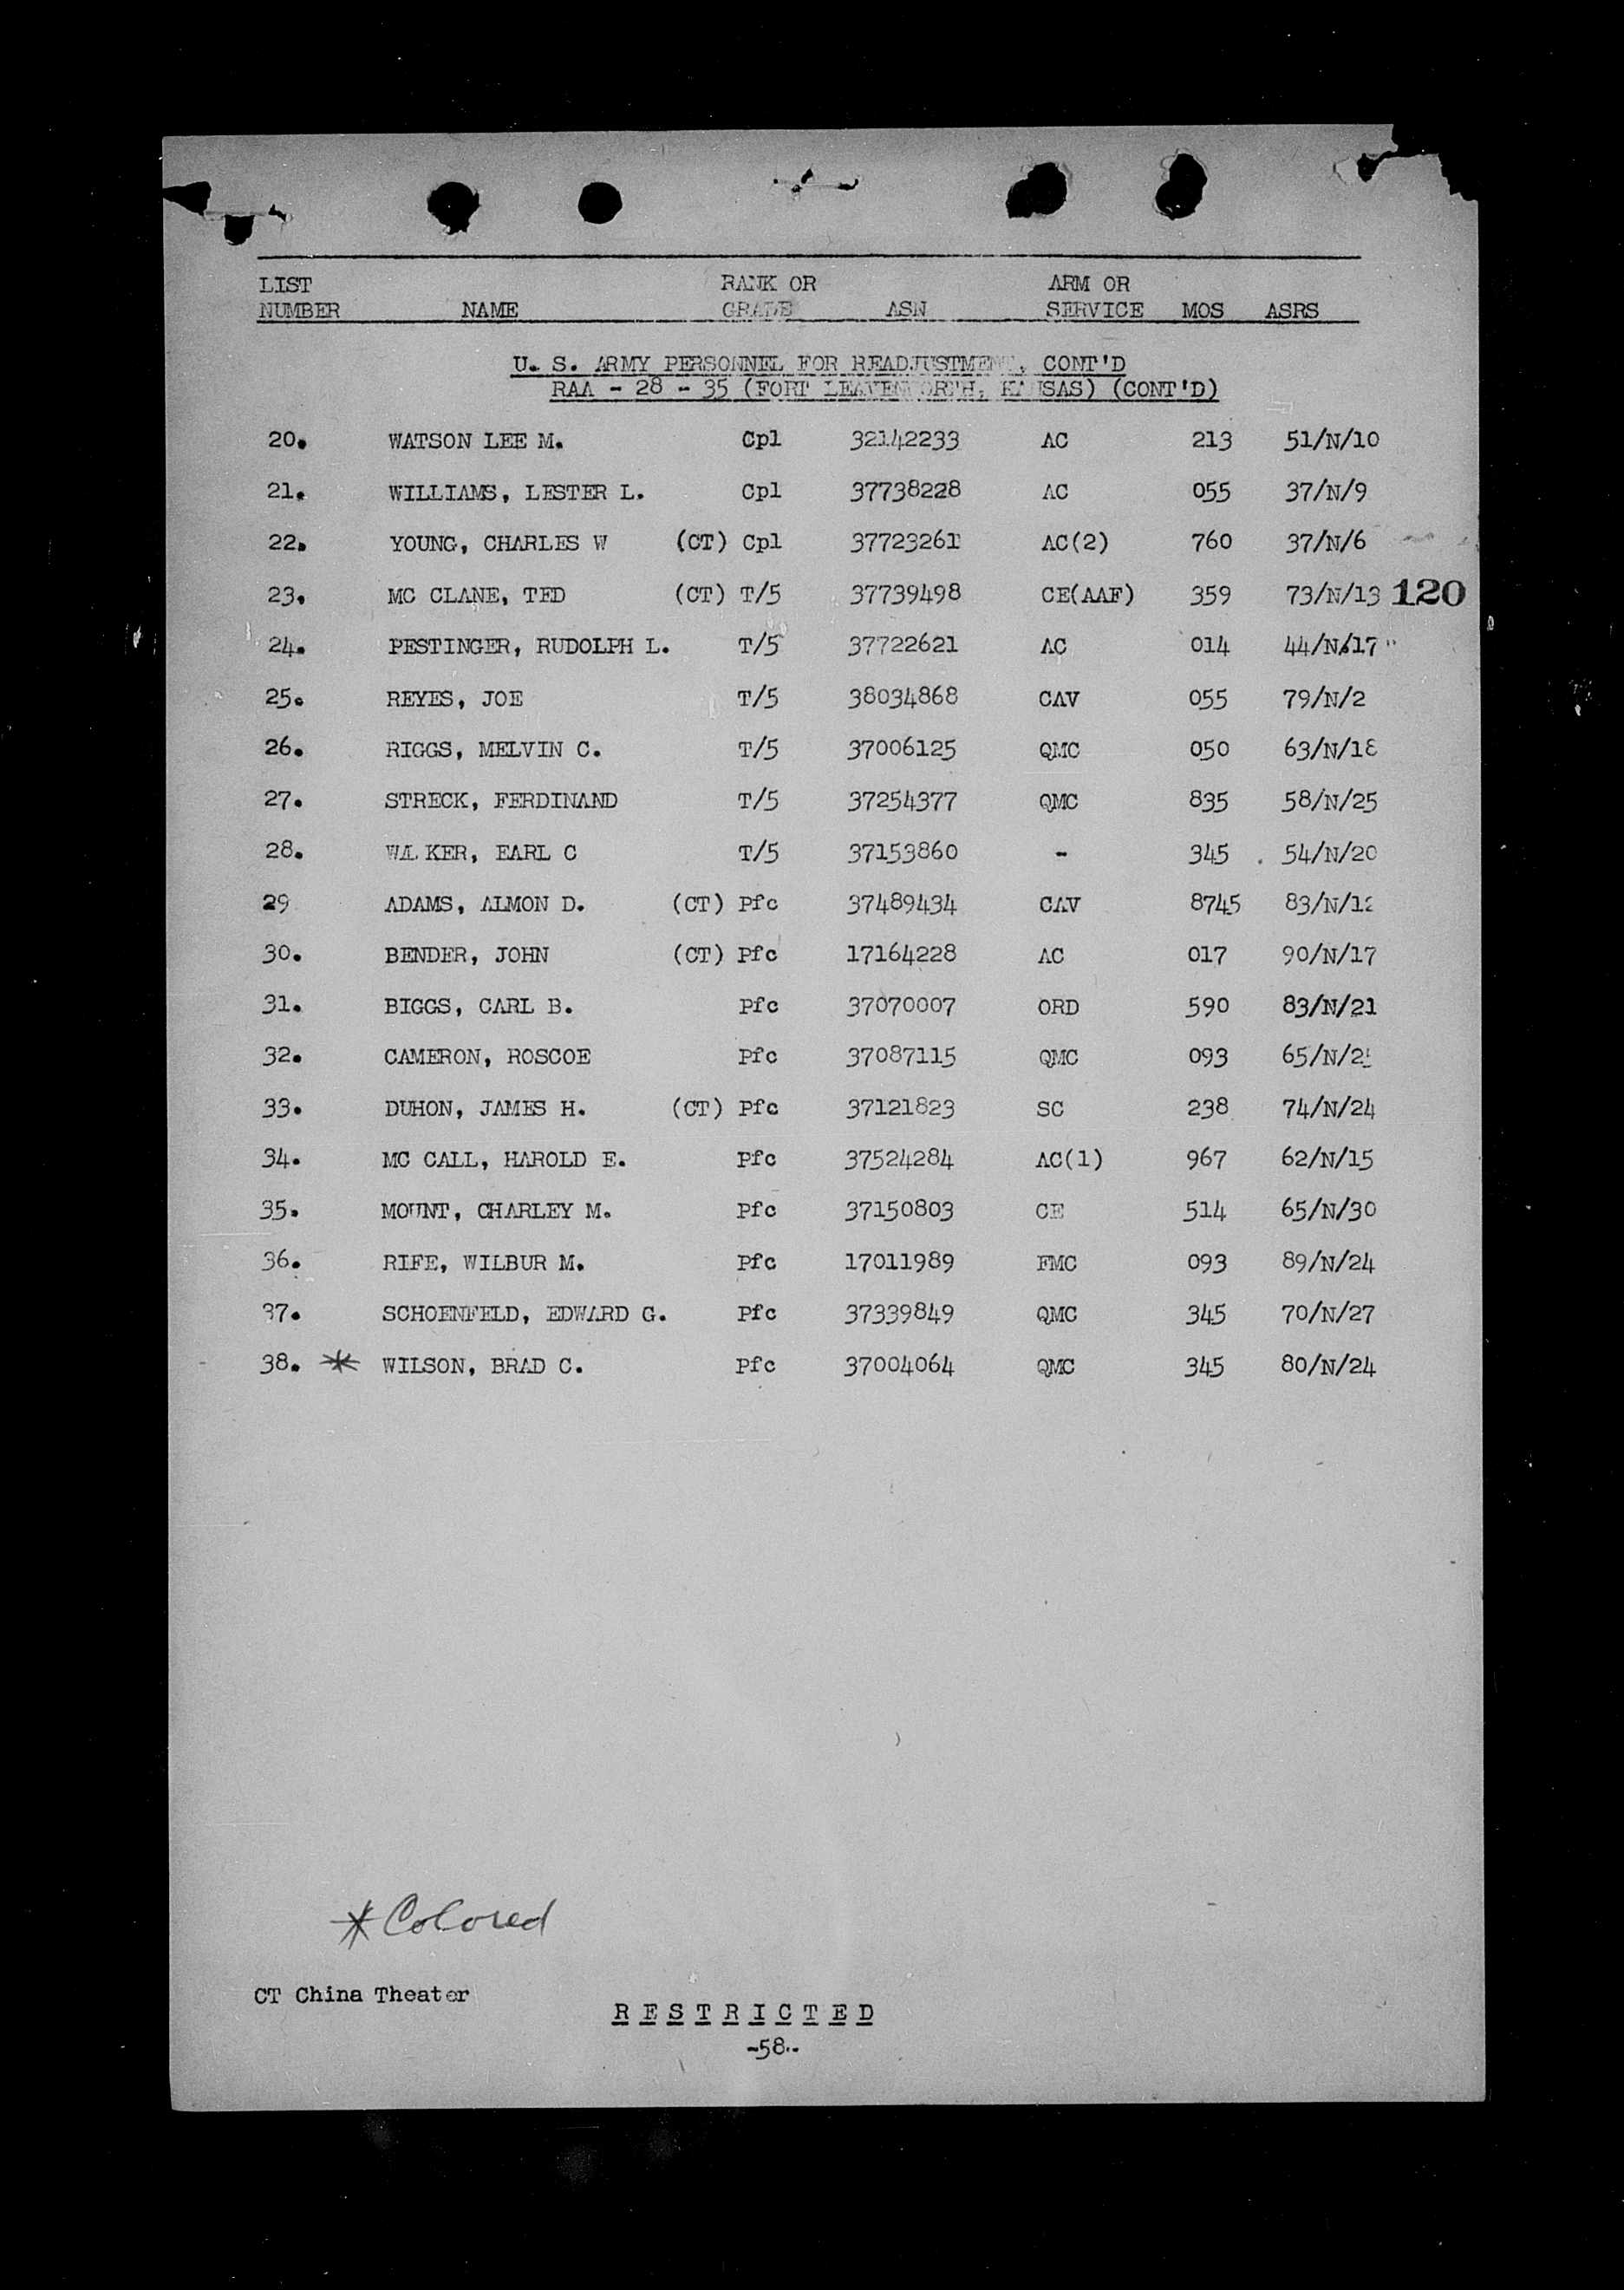 LIST RANK OR ARM OR
NUMBER NAME GRADE ASN SERVICE MOS ASRS
U. S. ARMY PERSONNEL FOR READJUSTMENT, CONT'D
RAA - 28 - 35 (FORT LEAVENWORTH, KANSAS) (CONT'D)
20. WATSON LEE M. Cpl 32142233 AC 213 51/N/10
21. WILLIAMS, LESTER L. Cpl 37738228 AC 055 37/N/9
22. YOUNG, CHARLES W (CT) Cpl 37723261 AC(2) 760 37/N/6
23. MC CLANE, TED (CT) T/5 37739498 CE(AAF) 359 73/N/13 120
24. PESTINGER, RUDOLPH L. T/5 37722621 AC 014 44/N/17
25. REYES, JOE T/5 38034868 CAV 055 79/N/2
26. RIGGS, MELVIN C. T/5 37006125 QMC 050
27. STRECK, FERDINAND T/5 37254377 QMC 835 58/N/25
28. WALKER, EARL C T/5 37153860 - 345 54/N/20
29 ADAMS, ALMON D. (CT) Pfc 37489434 CAV 8745
30. BENDER, JOHN (CT) Pfc 17164228 AC 017 90/N/17
31. BIGGS, CARL B. Pfc 37070007 ORD 590 83/N/21
32. CAMERON, ROSCOE Pfc 37087115 QMC 093
33. DUHON, JAMES H. (CT) Pfc 37121823 SC 238 74/N/24
34. MC CALL, HAROLD E. Pfc 37524284 AC(1) 967 62/N/15
35. MOUNT, CHARLEY M. Pfc 37150803 CE 514 65/N/30
36. RIFE, WILBUR M. Pfc 17011989 FMC 093 89/N/24
37. SCHOENFELD, EDWARD G. Pfc 37339849 QMC 345 70/N/27
38. * WILSON, BRAD C. Pfc 37004064 QMC 345 80/N/24
* Colored
CT China Theater
RESTRICTED
-58-